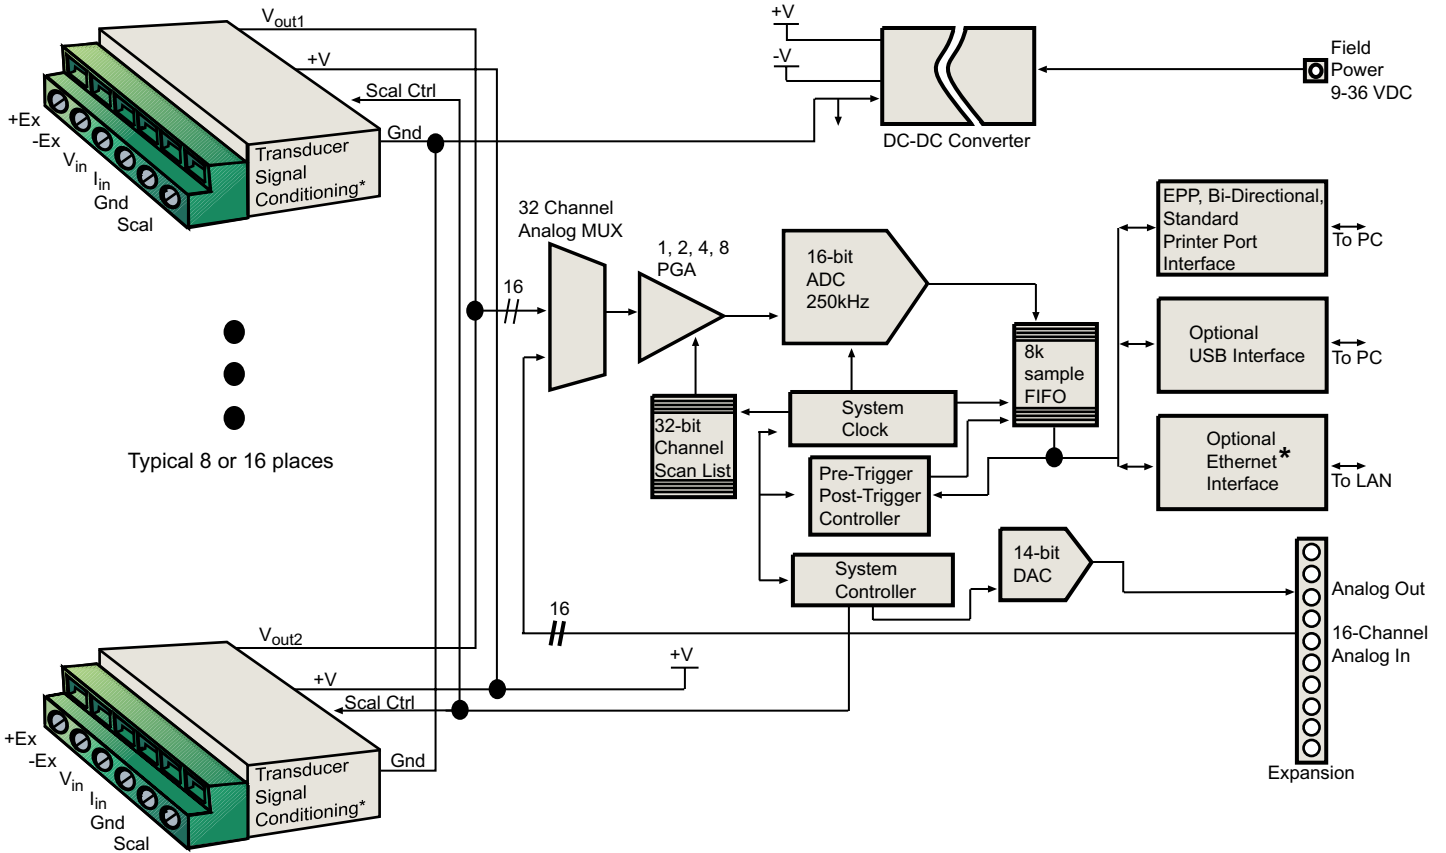 Vout1
+V
Scal Ctrl
Gnd
+Ex
-Ex
Vin
Iin
Gnd
Scal
Transducer
Signal
Conditioning*
+V
-V
DC-DC Converter
Field
Power
9-36 VDC
32 Channel
Analog MUX
16
1, 2, 4, 8
PGA
16-bit
ADC
250kHz
8k
sample
FIFO
EPP, Bi-Directional,
Standard
Printer Port
Interface
To PC
Optional
USB Interface
To PC
Optional
Ethernet*
Interface
To LAN
System
Clock
32-bit
Channel
Scan List
Pre-Trigger
Post-Trigger
Controller
System
Controller
14-bit
DAC
Analog Out
16-Channel
Analog In
Expansion
16
Typical 8 or 16 places
Vout2
+V
+V
Scal Ctrl
Gnd
+Ex
-Ex
Vin
Iin
Gnd
Scal
Transducer
Signal
Conditioning*